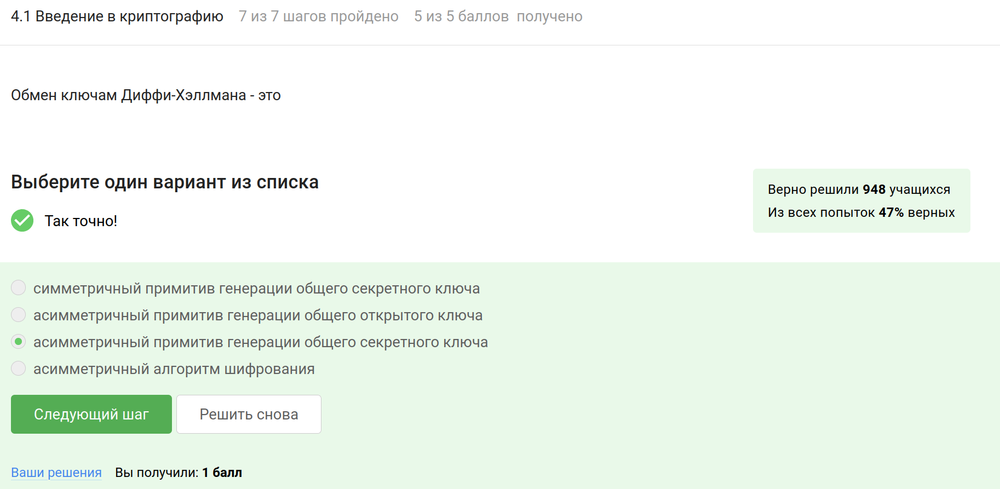 4.1 Введение в криптографию 7 из 7 шагов пройдено 5 из 5 баллов получено
Обмен ключам Диффи-Хэллмана - это
Выберите один вариант из списка
Так точно!
Верно решили 948 учащихся
Из всех попыток 47% верных
симметричный примитив генерации общего секретного ключа
асимметричный примитив генерации общего открытого ключа
асимметричный примитив генерации общего секретного ключа
асимметричный алгоритм шифрования
Следующий шаг Решить снова
Ваши решения Вы получили: 1 балл